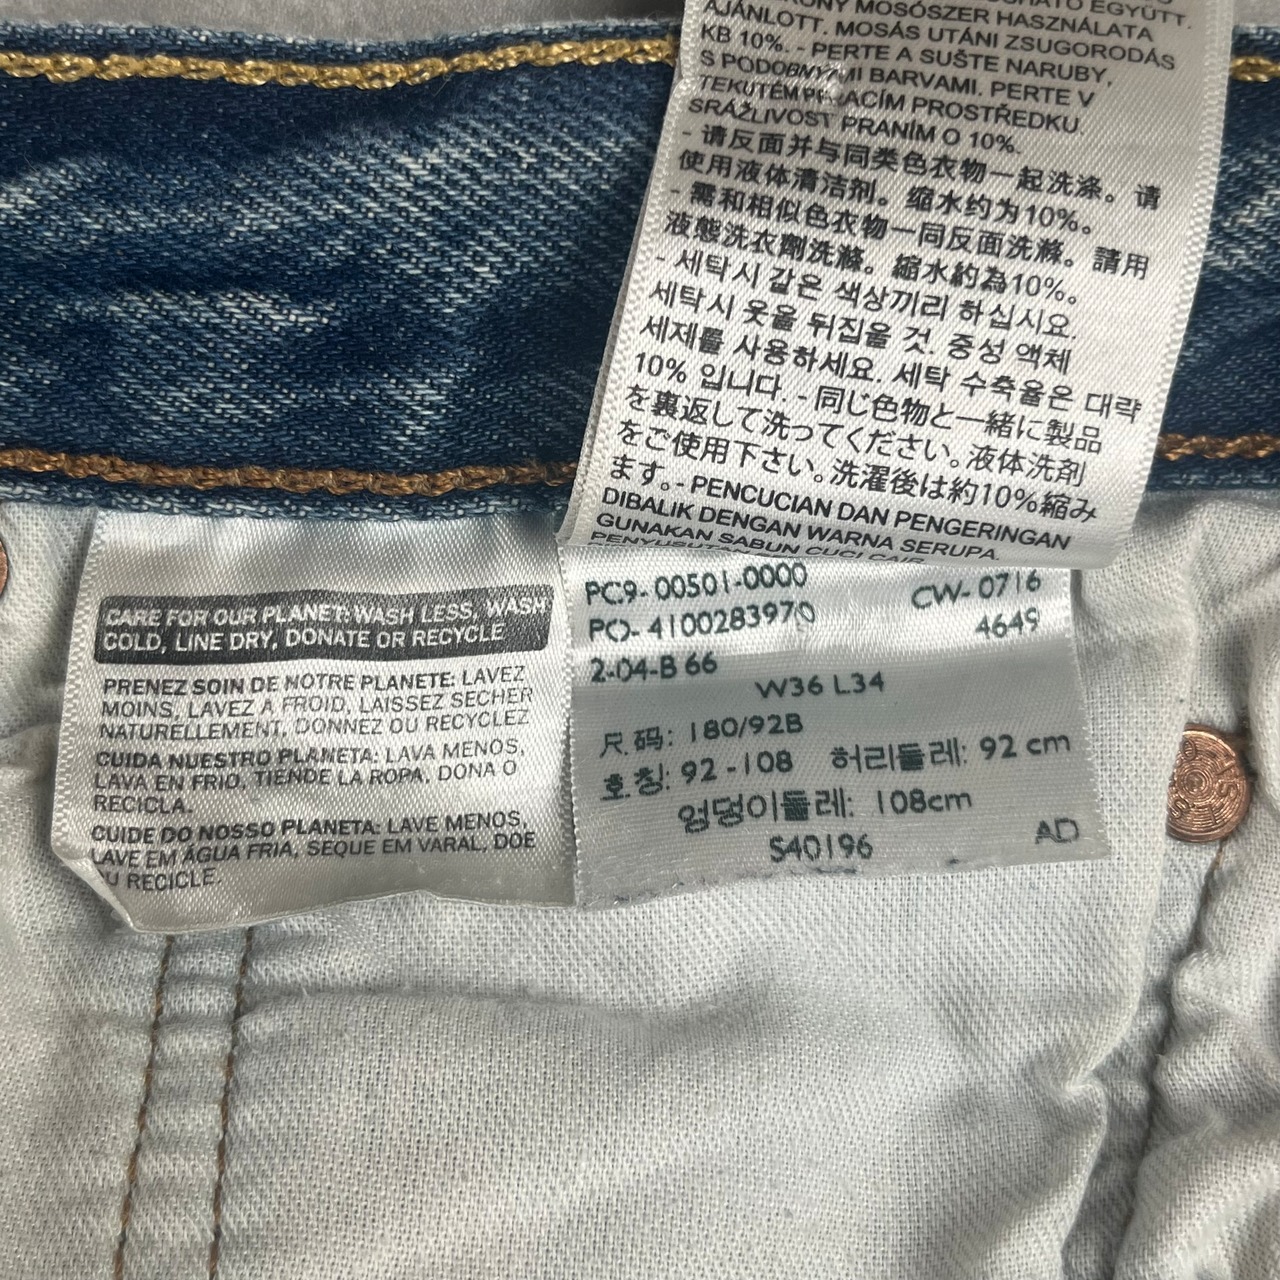 HATÓ EGYÜTT.
KÖNY MOSÓSZER HASZNÁLATA
AJÁNLOTT. MOSÁS UTÁNI ZSUGORODÁS
KB 10%. - PERTE A SUŠTE NARUBY,
S PODOBNÝMI BARVAMI. PERTE V
TEKUTÉM PRACÍM PROSTŘEDKU.
SRÁŽLIVOST PRANÍM O 10%.
- 请反面并与同类色衣物一起洗涤。请
使用液体清洁剂。缩水约为10%。
- 需和相似色衣物一同反面洗滌。請用
液態洗衣劑洗滌。縮水約為10%。
- 세탁시 같은 색상끼리 하십시요.
세탁시 옷을 뒤집을 것. 중성 액체
세제를 사용하세요. 세탁 수축율은 대략
10% 입니다. - 同じ色物と一緒に製品
を裏返して洗ってください。液体洗剤
をご使用下さい。洗濯後は約10%縮み
ます。- PENCUCIAN DAN PENGERINGAN
DIBALIK DENGAN WARNA SERUPA.
GUNAKAN SABUN CUCI CAIR.
CARE FOR OUR PLANET: WASH LESS, WASH
COLD, LINE DRY, DONATE OR RECYCLE
PRENEZ SOIN DE NOTRE PLANETE: LAVEZ
MOINS, LAVEZ A FROID, LAISSEZ SECHER
NATURELLEMENT, DONNEZ OU RECYCLEZ
CUIDA NUESTRO PLANETA: LAVA MENOS,
LAVA EN FRIO, TIENDE LA ROPA, DONA O
RECICLA.
CUIDE DO NOSSO PLANETA: LAVE MENOS,
LAVE EM ÁGUA FRIA, SEQUE EM VARAL, DOE
OU RECICLE.
PC9- 00501-0000 CW- 0716
PO- 4100283970 4649
2-04-B 66
W36 L34
尺码: 180/92B
호칭: 92 -108 허리둘레: 92 cm
엉덩이둘레: 108cm
S40196 AD